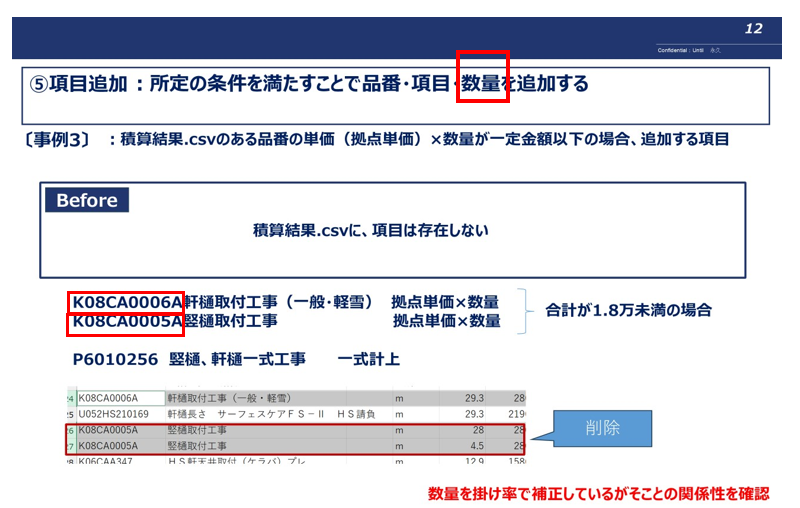 12
Confidential : Until 永久
⑤項目追加：所定の条件を満たすことで品番・項目・数量を追加する
〔事例3〕：積算結果.csvのある品番の単価（拠点単価）×数量が一定金額以下の場合、追加する項目
Before
積算結果.csvに、項目は存在しない
K08CA0006A軒樋取付工事（一般・軽雪） 拠点単価×数量
K08CA0005A竪樋取付工事 拠点単価×数量
合計が1.8万未満の場合
P6010256 竪樋、軒樋一式工事 一式計上
24 K08CA0006A 軒樋取付工事（一般・軽雪） m 29.3 28
25 U052HS210169 軒樋長さ サーフェスケアＦＳ－Ⅱ ＨＳ請負 m 29.3 219
26 K08CA0005A 竪樋取付工事 m 28 28
27 K08CA0005A 竪樋取付工事 m 4.5 28
28 K06CAA347 ＨＳ軒天井取付（ケラバ）プレ m 12.9 158
削除
数量を掛け率で補正しているがそことの関係性を確認